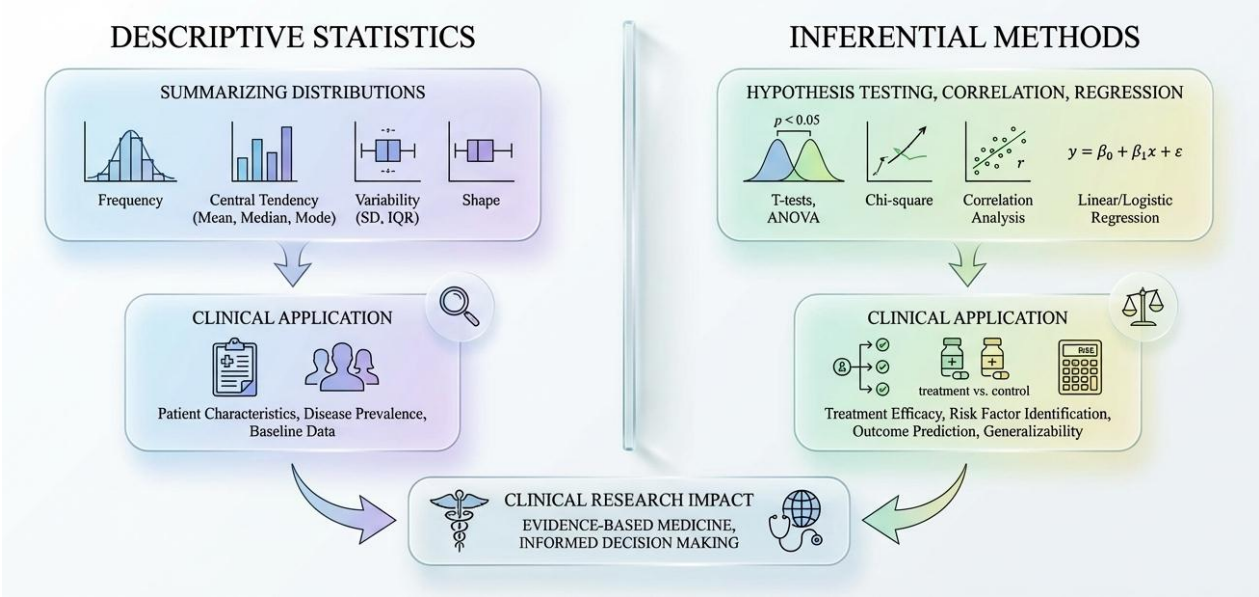 DESCRIPTIVE STATISTICS
SUMMARIZING DISTRIBUTIONS
Frequency
Central Tendency
(Mean, Median, Mode)
Variability
(SD, IQR)
Shape
CLINICAL APPLICATION
Patient Characteristics, Disease Prevalence,
Baseline Data
INFERENTIAL METHODS
HYPOTHESIS TESTING, CORRELATION, REGRESSION
p < 0.05
T-tests,
ANOVA
Chi-square
r
Correlation
Analysis
y = β₀ + β₁x + ε
Linear/Logistic
Regression
CLINICAL APPLICATION
treatment vs. control
Treatment Efficacy, Risk Factor Identification,
Outcome Prediction, Generalizability
CLINICAL RESEARCH IMPACT
EVIDENCE-BASED MEDICINE,
INFORMED DECISION MAKING